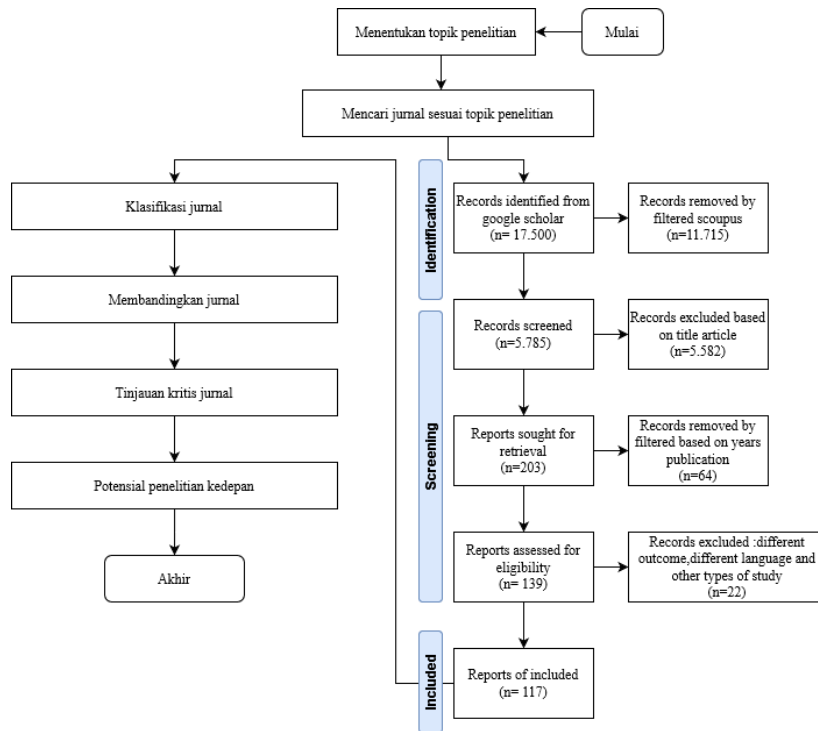 Menentukan topik penelitian
Mulai
Mencari jurnal sesuai topik penelitian
Identification
Records identified from
google scholar
(n= 17.500)
Records removed by
filtered scoupus
(n=11.715)
Screening
Records screened
(n=5.785)
Records excluded based
on title article
(n=5.582)
Reports sought for
retrieval
(n=203)
Records removed by
filtered based on years
publication
(n=64)
Reports assessed for
eligibility
(n= 139)
Records excluded :different
outcome,different language and
other types of study
(n=22)
Included
Reports of included
(n= 117)
Klasifikasi jurnal
Membandingkan jurnal
Tinjauan kritis jurnal
Potensial penelitian kedepan
Akhir